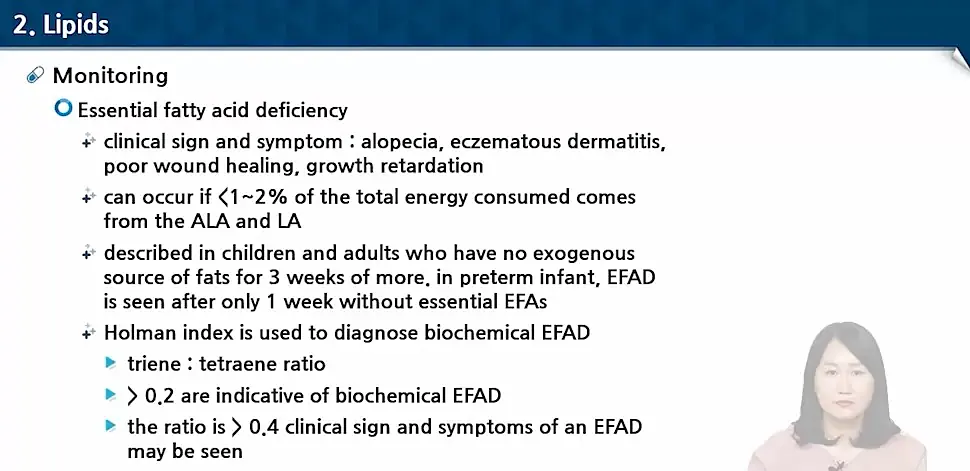 2. Lipids
Monitoring
Essential fatty acid deficiency
clinical sign and symptom : alopecia, eczematous dermatitis,
poor wound healing, growth retardation
can occur if <1~2% of the total energy consumed comes
from the ALA and LA
described in children and adults who have no exogenous
source of fats for 3 weeks of more. in preterm infant, EFAD
is seen after only 1 week without essential EFAs
Holman index is used to diagnose biochemical EFAD
triene : tetraene ratio
> 0.2 are indicative of biochemical EFAD
the ratio is > 0.4 clinical sign and symptoms of an EFAD
may be seen